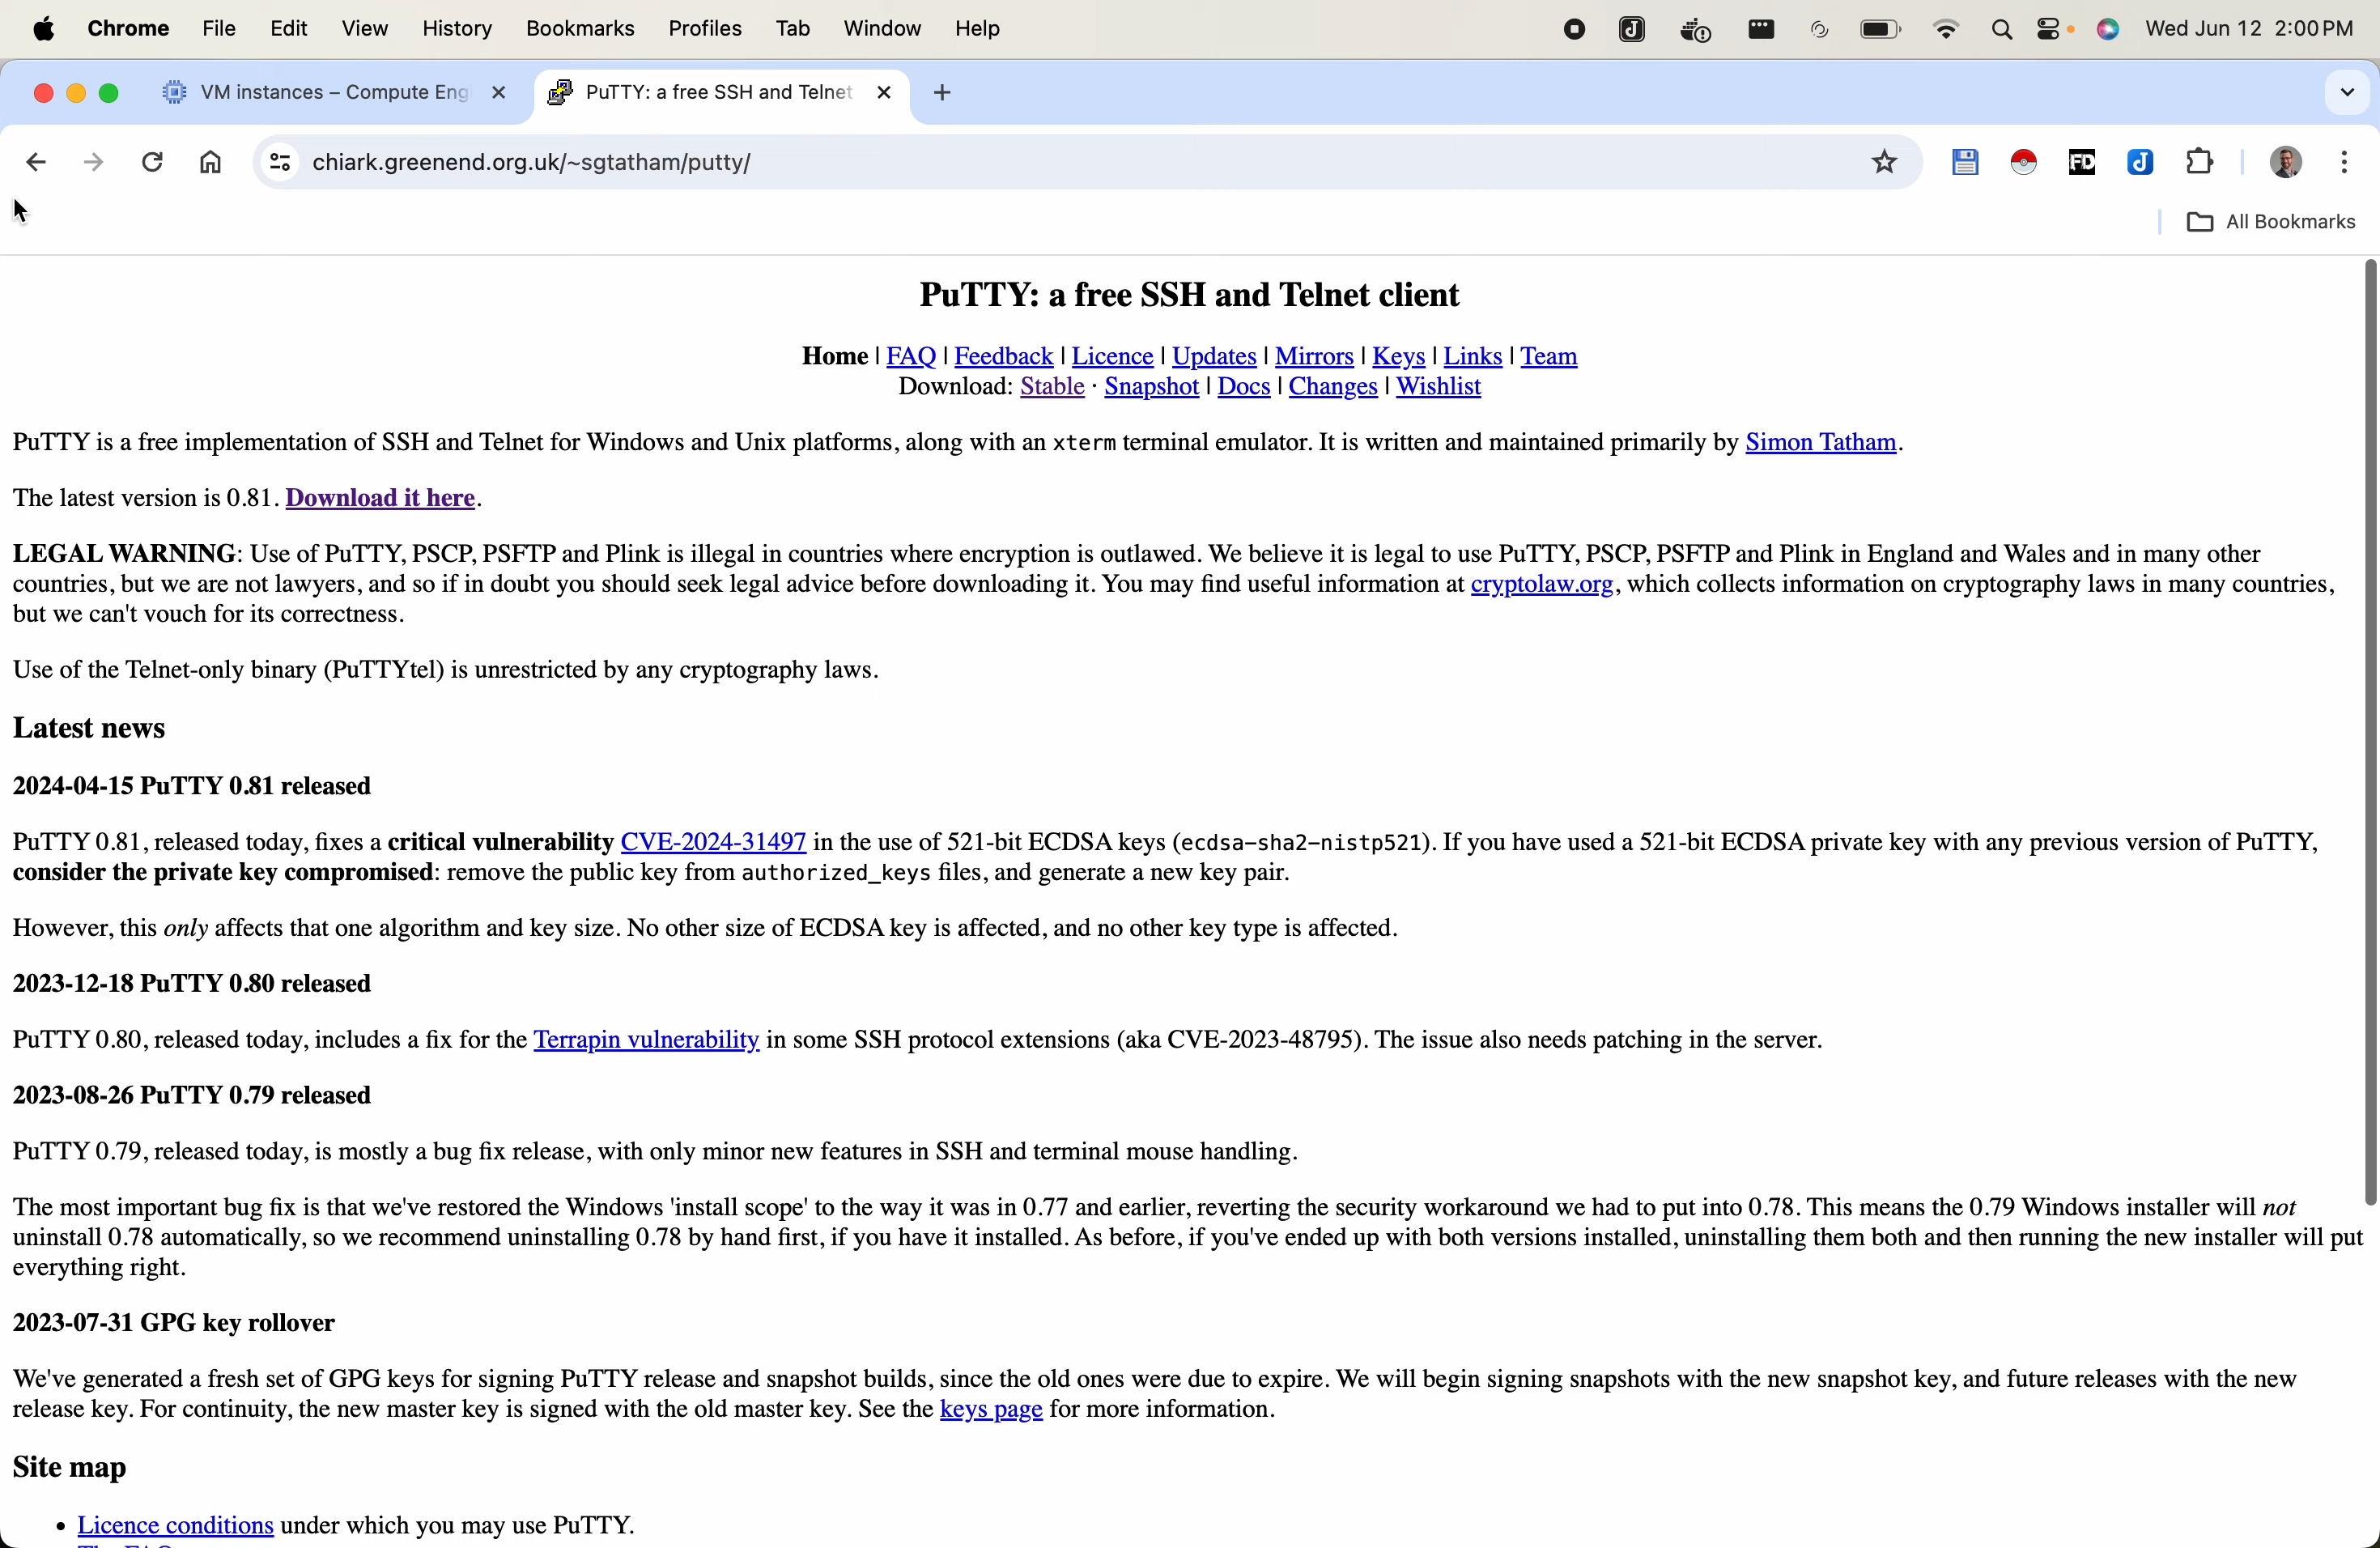 Chrome File Edit View History Bookmarks Profiles Tab Window Help Wed Jun 12 2:00 PM
VM instances – Compute Eng PuTTY: a free SSH and Telnet
chiark.greenend.org.uk/~sgtatham/putty/
All Bookmarks
PuTTY: a free SSH and Telnet client
Home | FAQ | Feedback | Licence | Updates | Mirrors | Keys | Links | Team
Download: Stable · Snapshot | Docs | Changes | Wishlist
PuTTY is a free implementation of SSH and Telnet for Windows and Unix platforms, along with an xterm terminal emulator. It is written and maintained primarily by Simon Tatham.
The latest version is 0.81. Download it here.
LEGAL WARNING: Use of PuTTY, PSCP, PSFTP and Plink is illegal in countries where encryption is outlawed. We believe it is legal to use PuTTY, PSCP, PSFTP and Plink in England and Wales and in many other
countries, but we are not lawyers, and so if in doubt you should seek legal advice before downloading it. You may find useful information at cryptolaw.org, which collects information on cryptography laws in many countries,
but we can't vouch for its correctness.
Use of the Telnet-only binary (PuTTYtel) is unrestricted by any cryptography laws.
Latest news
2024-04-15 PuTTY 0.81 released
PuTTY 0.81, released today, fixes a critical vulnerability CVE-2024-31497 in the use of 521-bit ECDSA keys (ecdsa-sha2-nistp521). If you have used a 521-bit ECDSA private key with any previous version of PuTTY,
consider the private key compromised: remove the public key from authorized_keys files, and generate a new key pair.
However, this only affects that one algorithm and key size. No other size of ECDSA key is affected, and no other key type is affected.
2023-12-18 PuTTY 0.80 released
PuTTY 0.80, released today, includes a fix for the Terrapin vulnerability in some SSH protocol extensions (aka CVE-2023-48795). The issue also needs patching in the server.
2023-08-26 PuTTY 0.79 released
PuTTY 0.79, released today, is mostly a bug fix release, with only minor new features in SSH and terminal mouse handling.
The most important bug fix is that we've restored the Windows 'install scope' to the way it was in 0.77 and earlier, reverting the security workaround we had to put into 0.78. This means the 0.79 Windows installer will not
uninstall 0.78 automatically, so we recommend uninstalling 0.78 by hand first, if you have it installed. As before, if you've ended up with both versions installed, uninstalling them both and then running the new installer will put
everything right.
2023-07-31 GPG key rollover
We've generated a fresh set of GPG keys for signing PuTTY release and snapshot builds, since the old ones were due to expire. We will begin signing snapshots with the new snapshot key, and future releases with the new
release key. For continuity, the new master key is signed with the old master key. See the keys page for more information.
Site map
• Licence conditions under which you may use PuTTY.